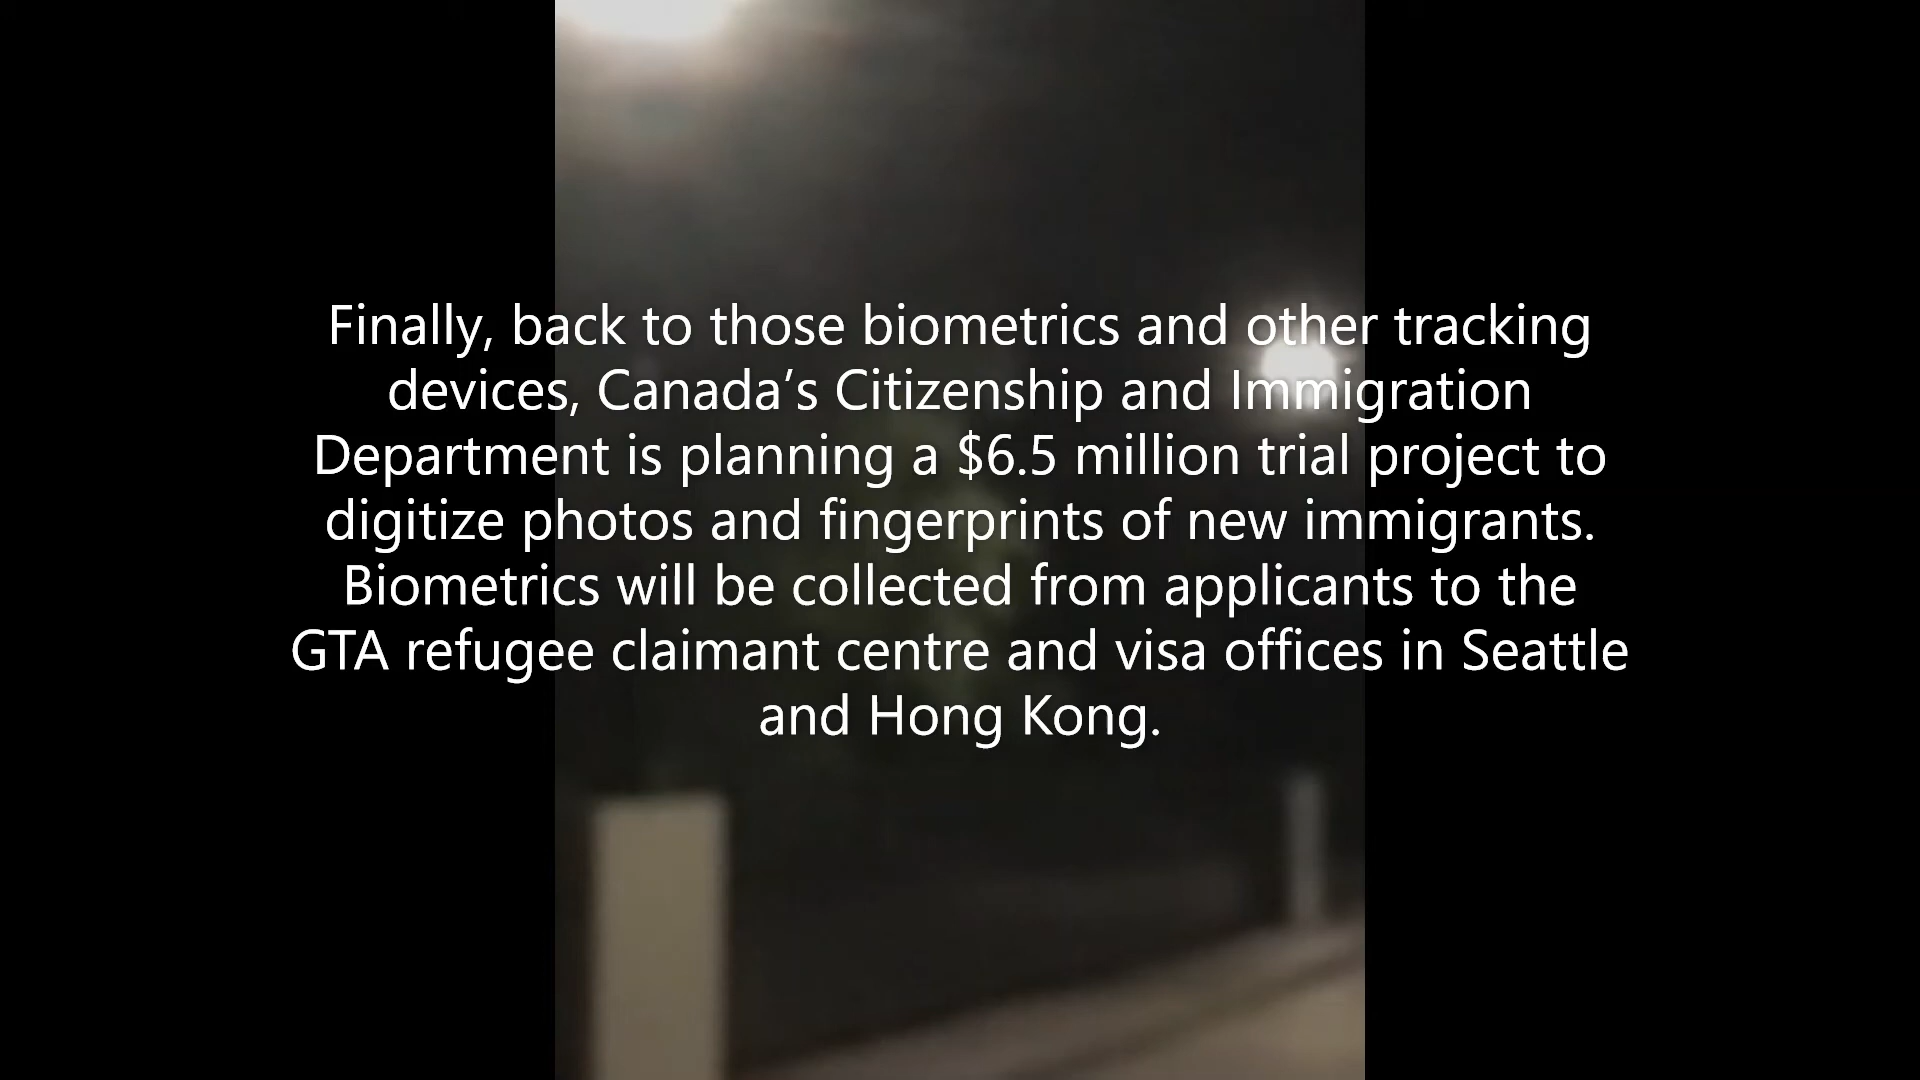 Finally, back to those biometrics and other tracking
devices, Canada’s Citizenship and Immigration
Department is planning a $6.5 million trial project to
digitize photos and fingerprints of new immigrants.
Biometrics will be collected from applicants to the
GTA refugee claimant centre and visa offices in Seattle
and Hong Kong.